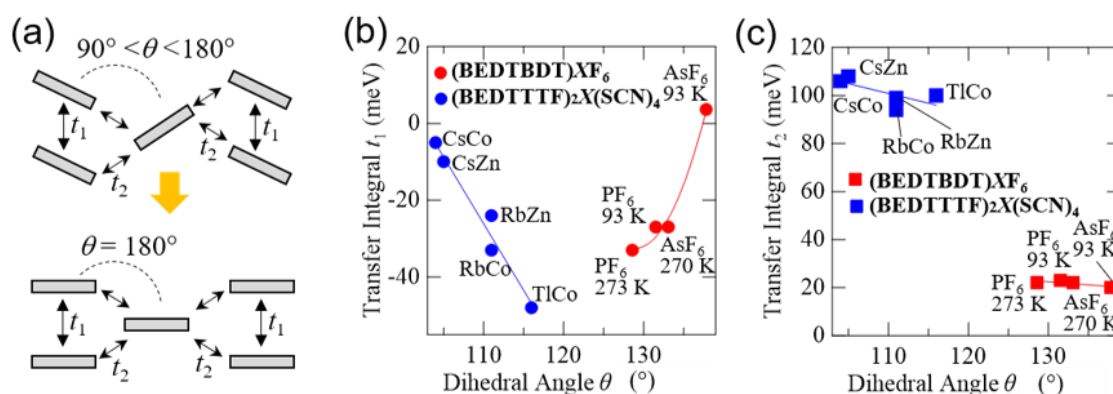 (a)
90° <θ <180°
t1
t2
t2
t1
θ = 180°
t1
t2
t2
t1
(b)
Transfer Integral t1 (meV)
20
0
-20
-40
(BEDTBDT)XF6
(BEDTTTF)2X(SCN)4
AsF6
93 K
CsCo
CsZn
RbZn
RbCo
TlCo
PF6
93 K
PF6
273 K
AsF6
270 K
110 120 130
Dihedral Angle θ (°)
(c)
Transfer Integral t2 (meV)
120
100
80
60
40
20
0
CsZn
CsCo
TlCo
RbZn
RbCo
(BEDTBDT)XF6
(BEDTTTF)2X(SCN)4
PF6
93 K
AsF6
93 K
PF6
273 K
AsF6
270 K
110 120 130
Dihedral Angle θ (°)